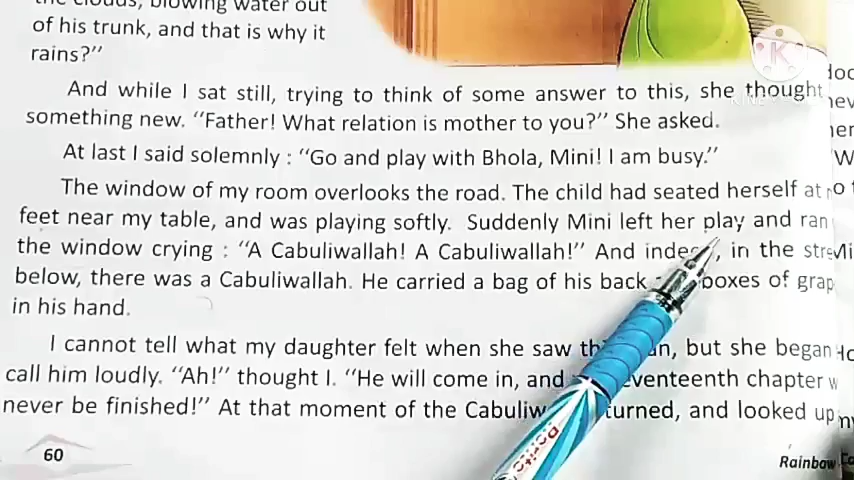 the clouds, blowing water out
of his trunk, and that is why it
rains?"
And while I sat still, trying to think of some answer to this, she thought
something new. "Father! What relation is mother to you?" She asked.
At last I said solemnly : "Go and play with Bhola, Mini! I am busy."
The window of my room overlooks the road. The child had seated herself at
feet near my table, and was playing softly. Suddenly Mini left her play and ran
the window crying : "A Cabuliwallah! A Cabuliwallah!" And indeed, in the
below, there was a Cabuliwallah. He carried a bag of his back boxes of
in his hand.
I cannot tell what my daughter felt when she saw but she began
call him loudly. "Ah!" thought I. "He will come in, and chapter
never be finished!" At that moment of the turned, and looked up
60
Rainbow
K